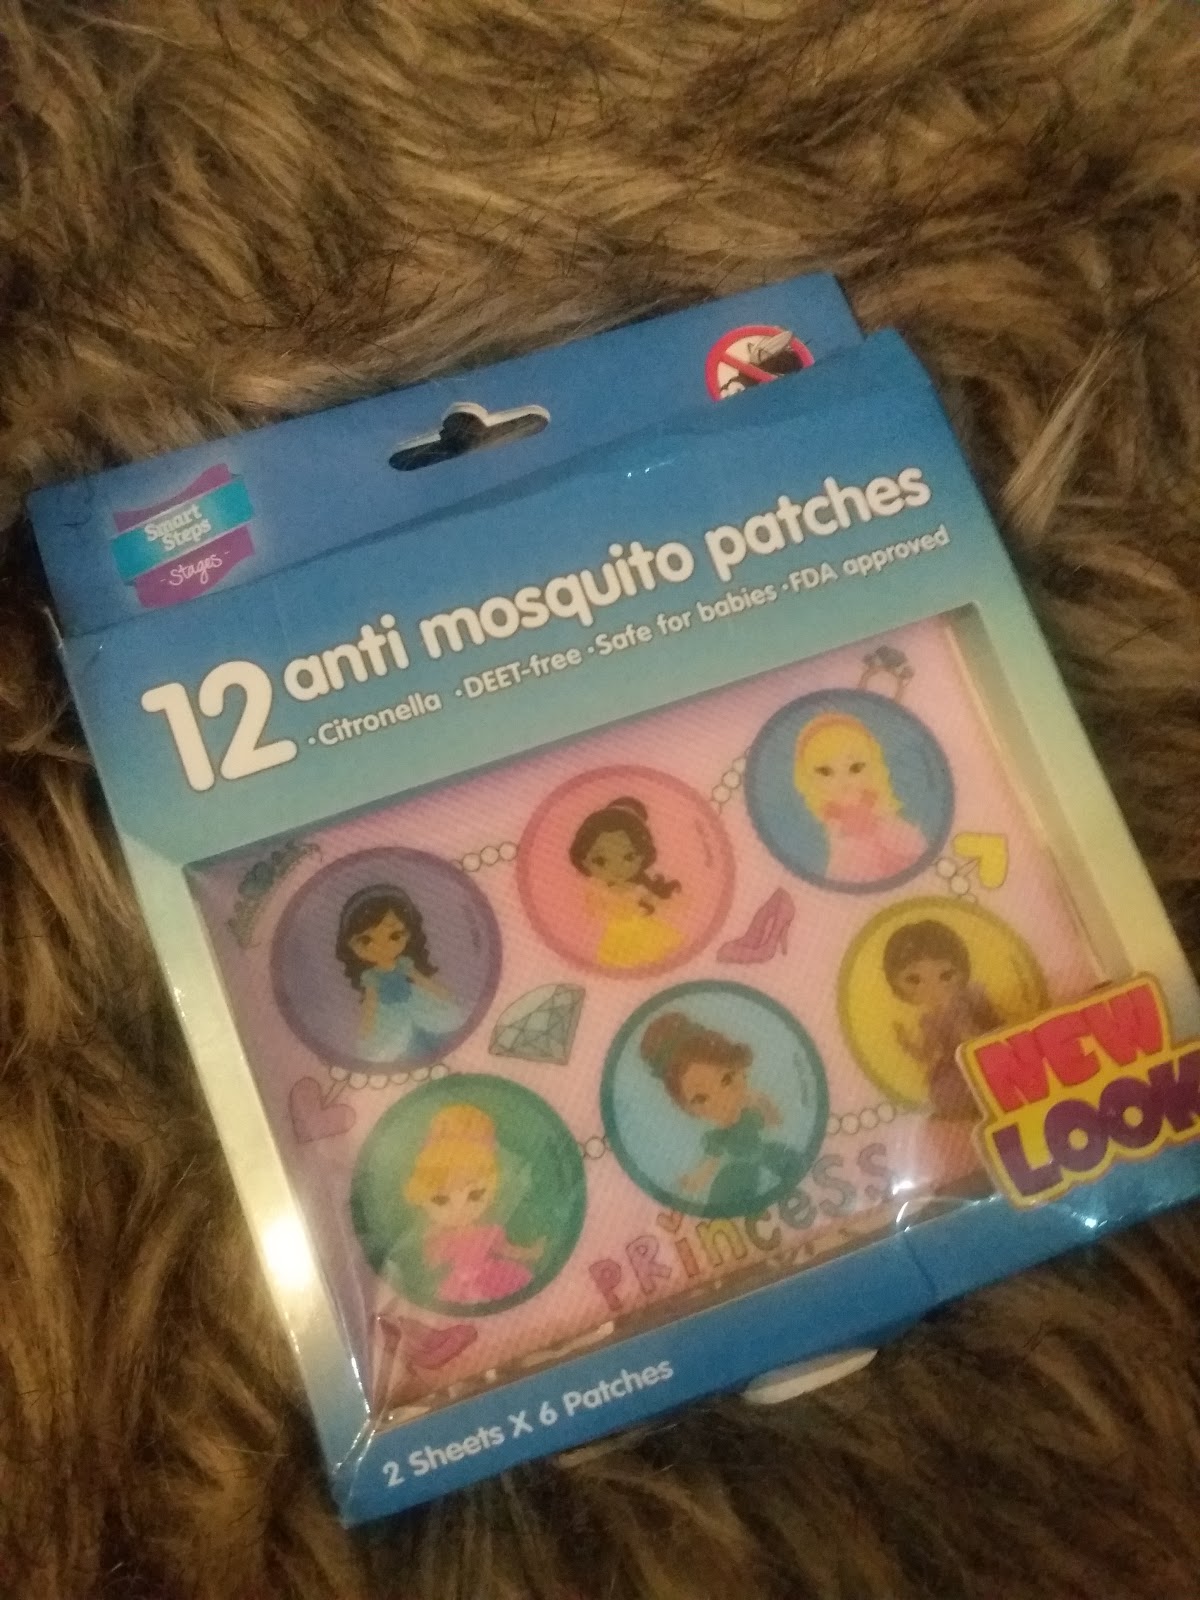 Smart
Steps
- Stages -
12 anti mosquito patches
• Citronella • DEET-free • Safe for babies • FDA approved
PRincess
NEW
LOOK
2 Sheets X 6 Patches